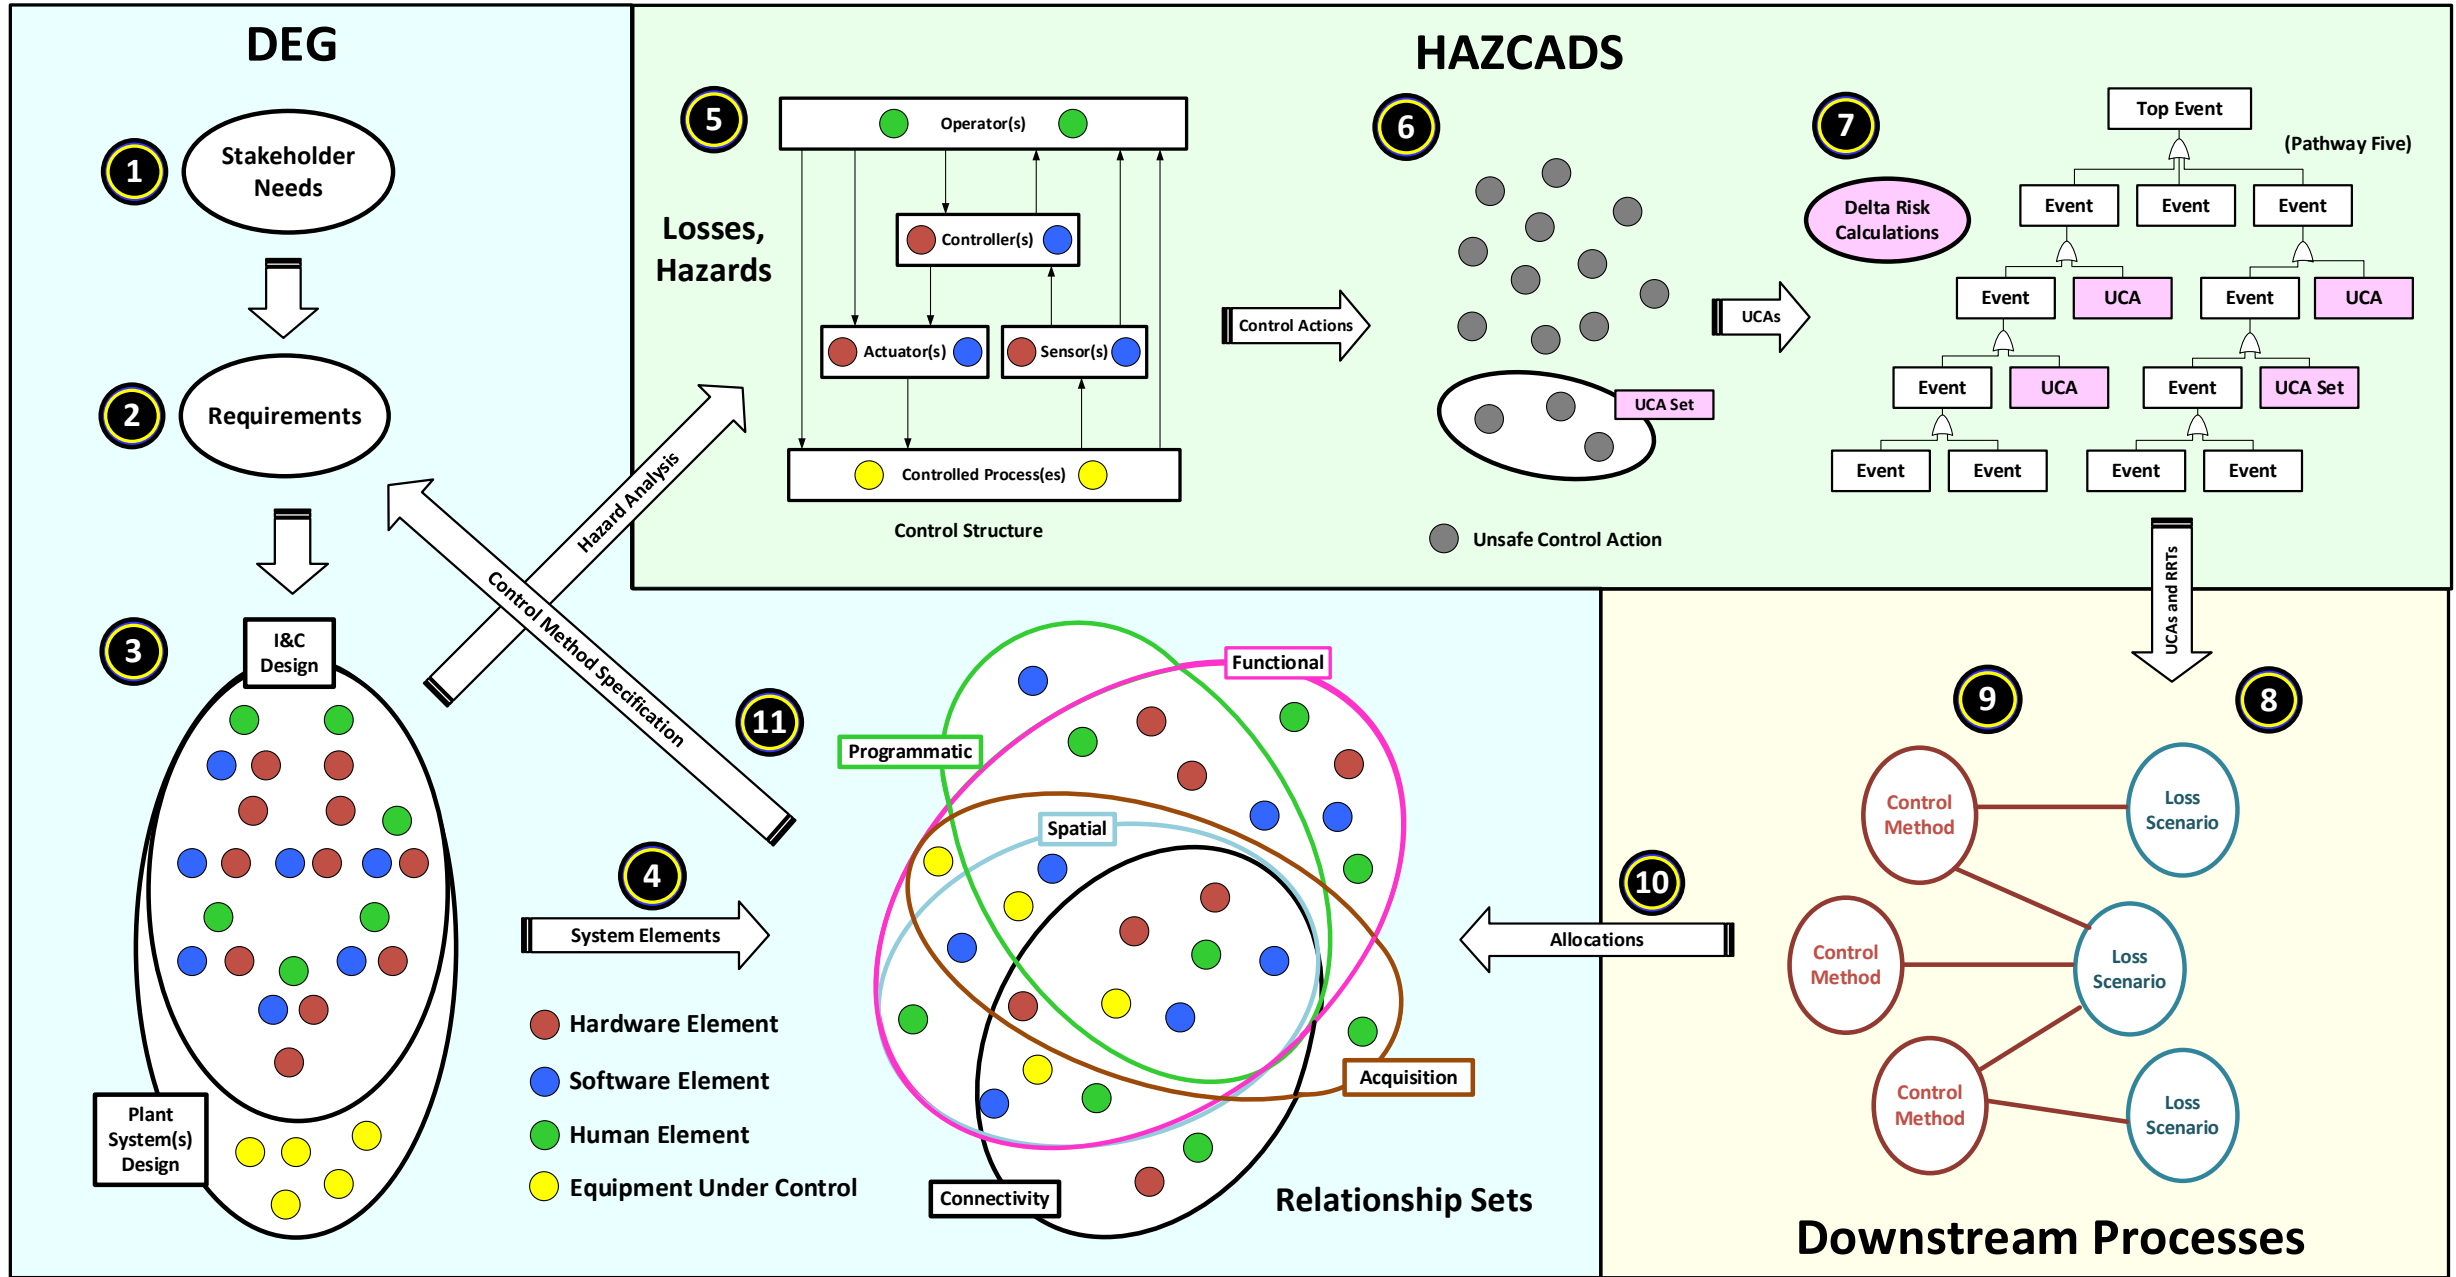 DEG
1
Stakeholder
Needs
2
Requirements
3
I&C
Design
Plant
System(s)
Design
Hazard Analysis
Control Method Specification
HAZCADS
5
Losses,
Hazards
Operator(s)
Controller(s)
Actuator(s)
Sensor(s)
Controlled Process(es)
Control Structure
Control Actions
6
UCA Set
Unsafe Control Action
UCAs
7
Delta Risk
Calculations
(Pathway Five)
Top Event
Event
Event
Event
Event
UCA
Event
UCA
Event
UCA
Event
UCA Set
Event
Event
Event
Event
UCAs and RRTs
4
System Elements
Hardware Element
Software Element
Human Element
Equipment Under Control
11
Functional
Programmatic
Spatial
Acquisition
Connectivity
Relationship Sets
10
Allocations
9
8
Control
Method
Loss
Scenario
Control
Method
Loss
Scenario
Control
Method
Loss
Scenario
Downstream Processes